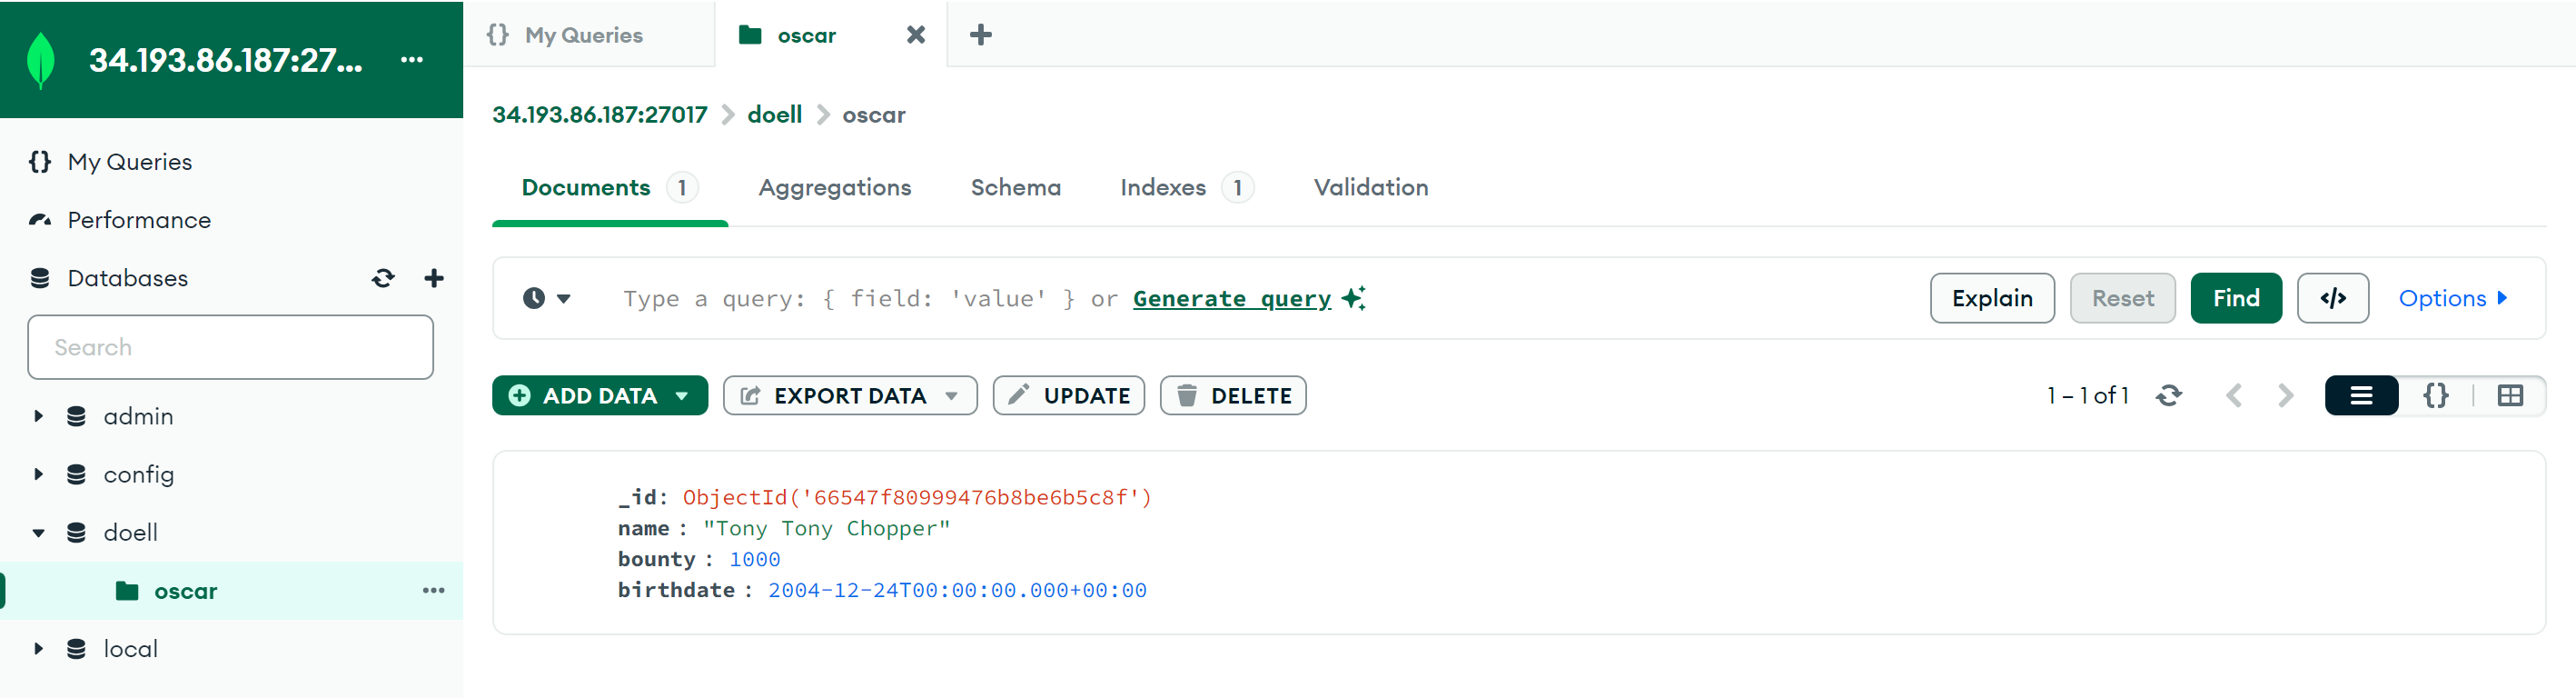 34.193.86.187:27...
My Queries
Performance
Databases
Search
admin
config
doell
oscar
local
My Queries
oscar
34.193.86.187:27017 > doell > oscar
Documents 1 Aggregations Schema Indexes 1 Validation
Type a query: { field: 'value' } or Generate query Explain Reset Find </> Options
ADD DATA EXPORT DATA UPDATE DELETE 1 – 1 of 1 {}
_id: ObjectId('66547f80999476b8be6b5c8f')
name : "Tony Tony Chopper"
bounty : 1000
birthdate : 2004-12-24T00:00:00.000+00:00